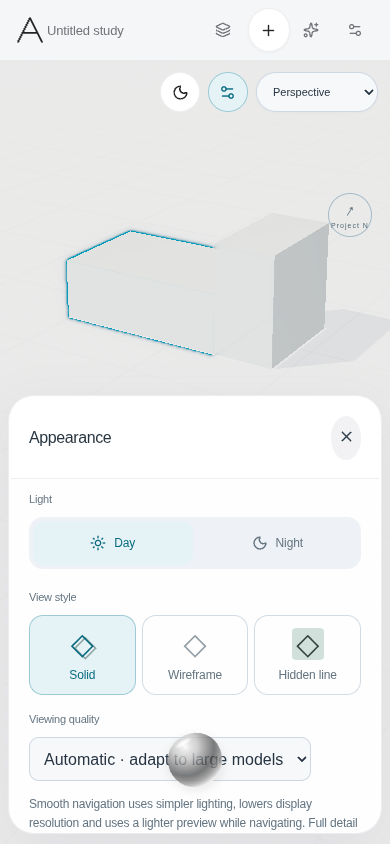 Untitled study
Perspective
Project N
Appearance
Light
Day
Night
View style
Solid
Wireframe
Hidden line
Viewing quality
Automatic · adapt to large models
Smooth navigation uses simpler lighting, lowers display
resolution and uses a lighter preview while navigating. Full detail